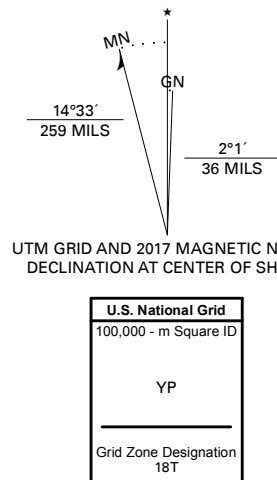 ★
MN
GN
14°33´
259 MILS
2°1´
36 MILS
UTM GRID AND 2017 MAGNETIC N
DECLINATION AT CENTER OF SH
U.S. National Grid
100,000 - m Square ID
YP
Grid Zone Designation
18T